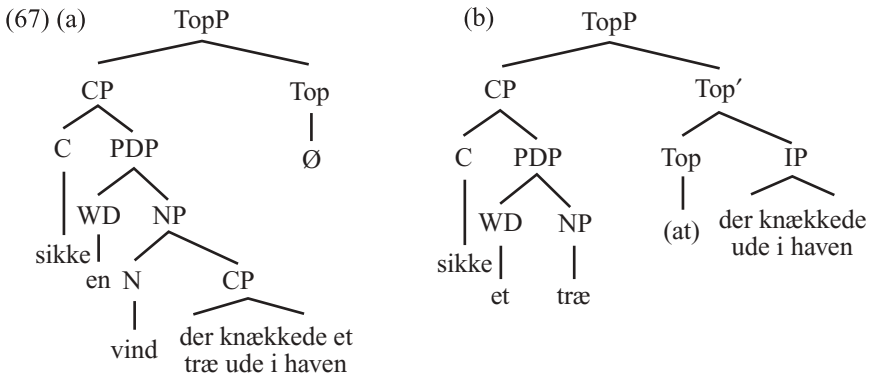 (67) (a) TopP (b) TopP
CP Top CP Top′
C PDP Ø C PDP Top IP
WD NP WD NP (at) der knækkede
ude i haven
sikke en N CP sikke et træ
vind der knækkede et
træ ude i haven